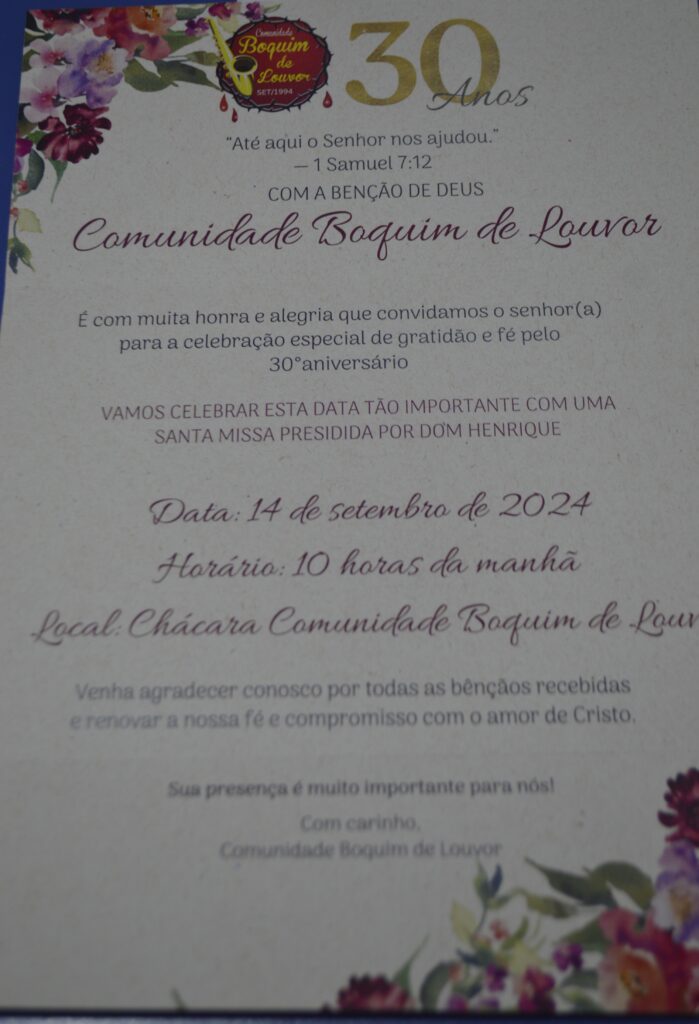 Comunidade
Boquim
de
Louvor
SET/1994
30
Anos
“Até aqui o Senhor nos ajudou.”
— 1 Samuel 7:12
COM A BENÇÃO DE DEUS
Comunidade Boquim de Louvor
É com muita honra e alegria que convidamos o senhor(a)
para a celebração especial de gratidão e fé pelo
30°aniversário
VAMOS CELEBRAR ESTA DATA TÃO IMPORTANTE COM UMA
SANTA MISSA PRESIDIDA POR DOM HENRIQUE
Data: 14 de setembro de 2024
Horário: 10 horas da manhã
Local: Chácara Comunidade Boquim de Louv
Venha agradecer conosco por todas as bênçãos recebidas
e renovar a nossa fé e compromisso com o amor de Cristo.
Sua presença é muito importante para nós!
Com carinho,
Comunidade Boquim de Louvor